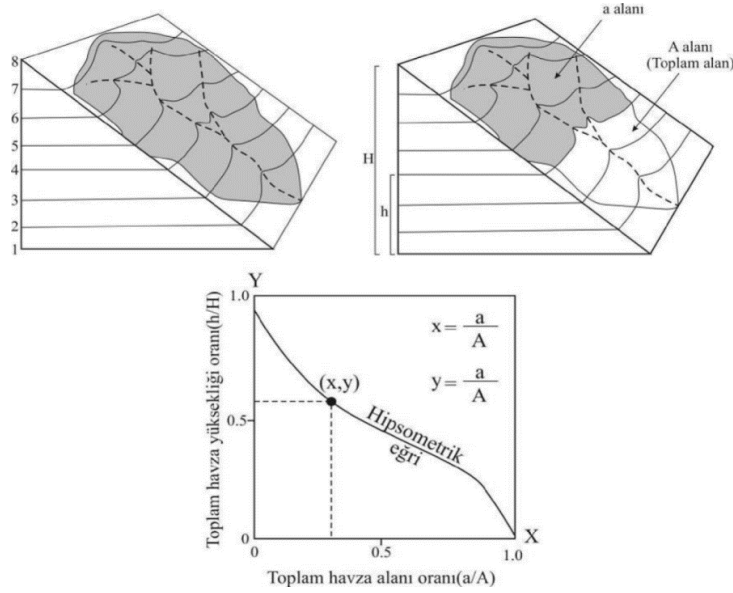 8
7
6
5
4
3
2
1
a alanı
A alanı
(Toplam alan)
H
h
Y
1.0
0.5
0
Toplam havza yüksekliği oranı(h/H)
x= a
A
y= a
A
(x,y)
Hipsometrik
eğri
X
0
0.5
1.0
Toplam havza alanı oranı(a/A)